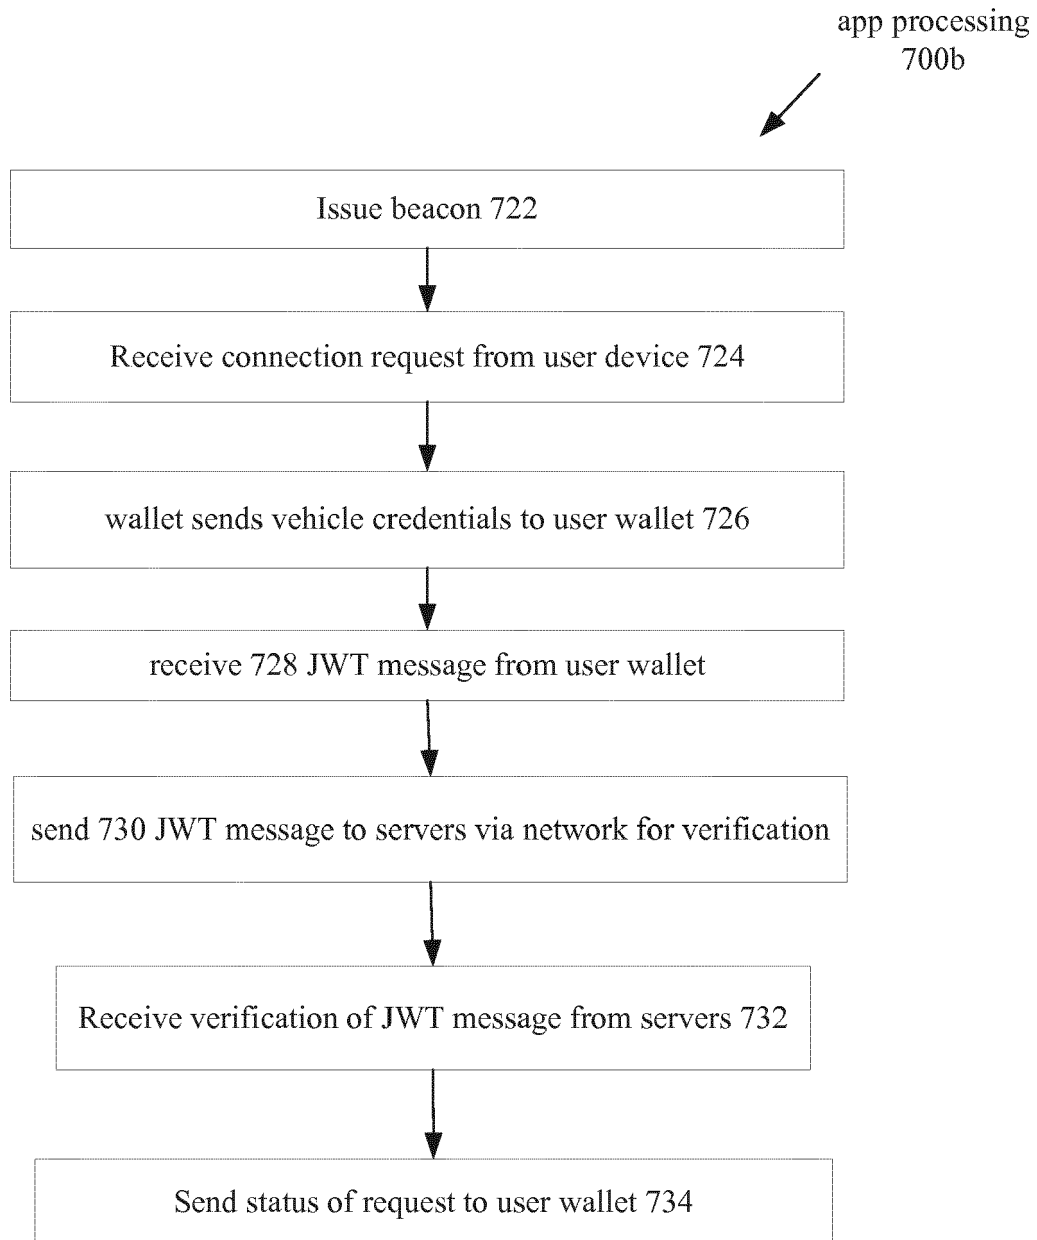 app processing
700b
Issue beacon 722
Receive connection request from user device 724
wallet sends vehicle credentials to user wallet 726
receive 728 JWT message from user wallet
send 730 JWT message to servers via network for verification
Receive verification of JWT message from servers 732
Send status of request to user wallet 734